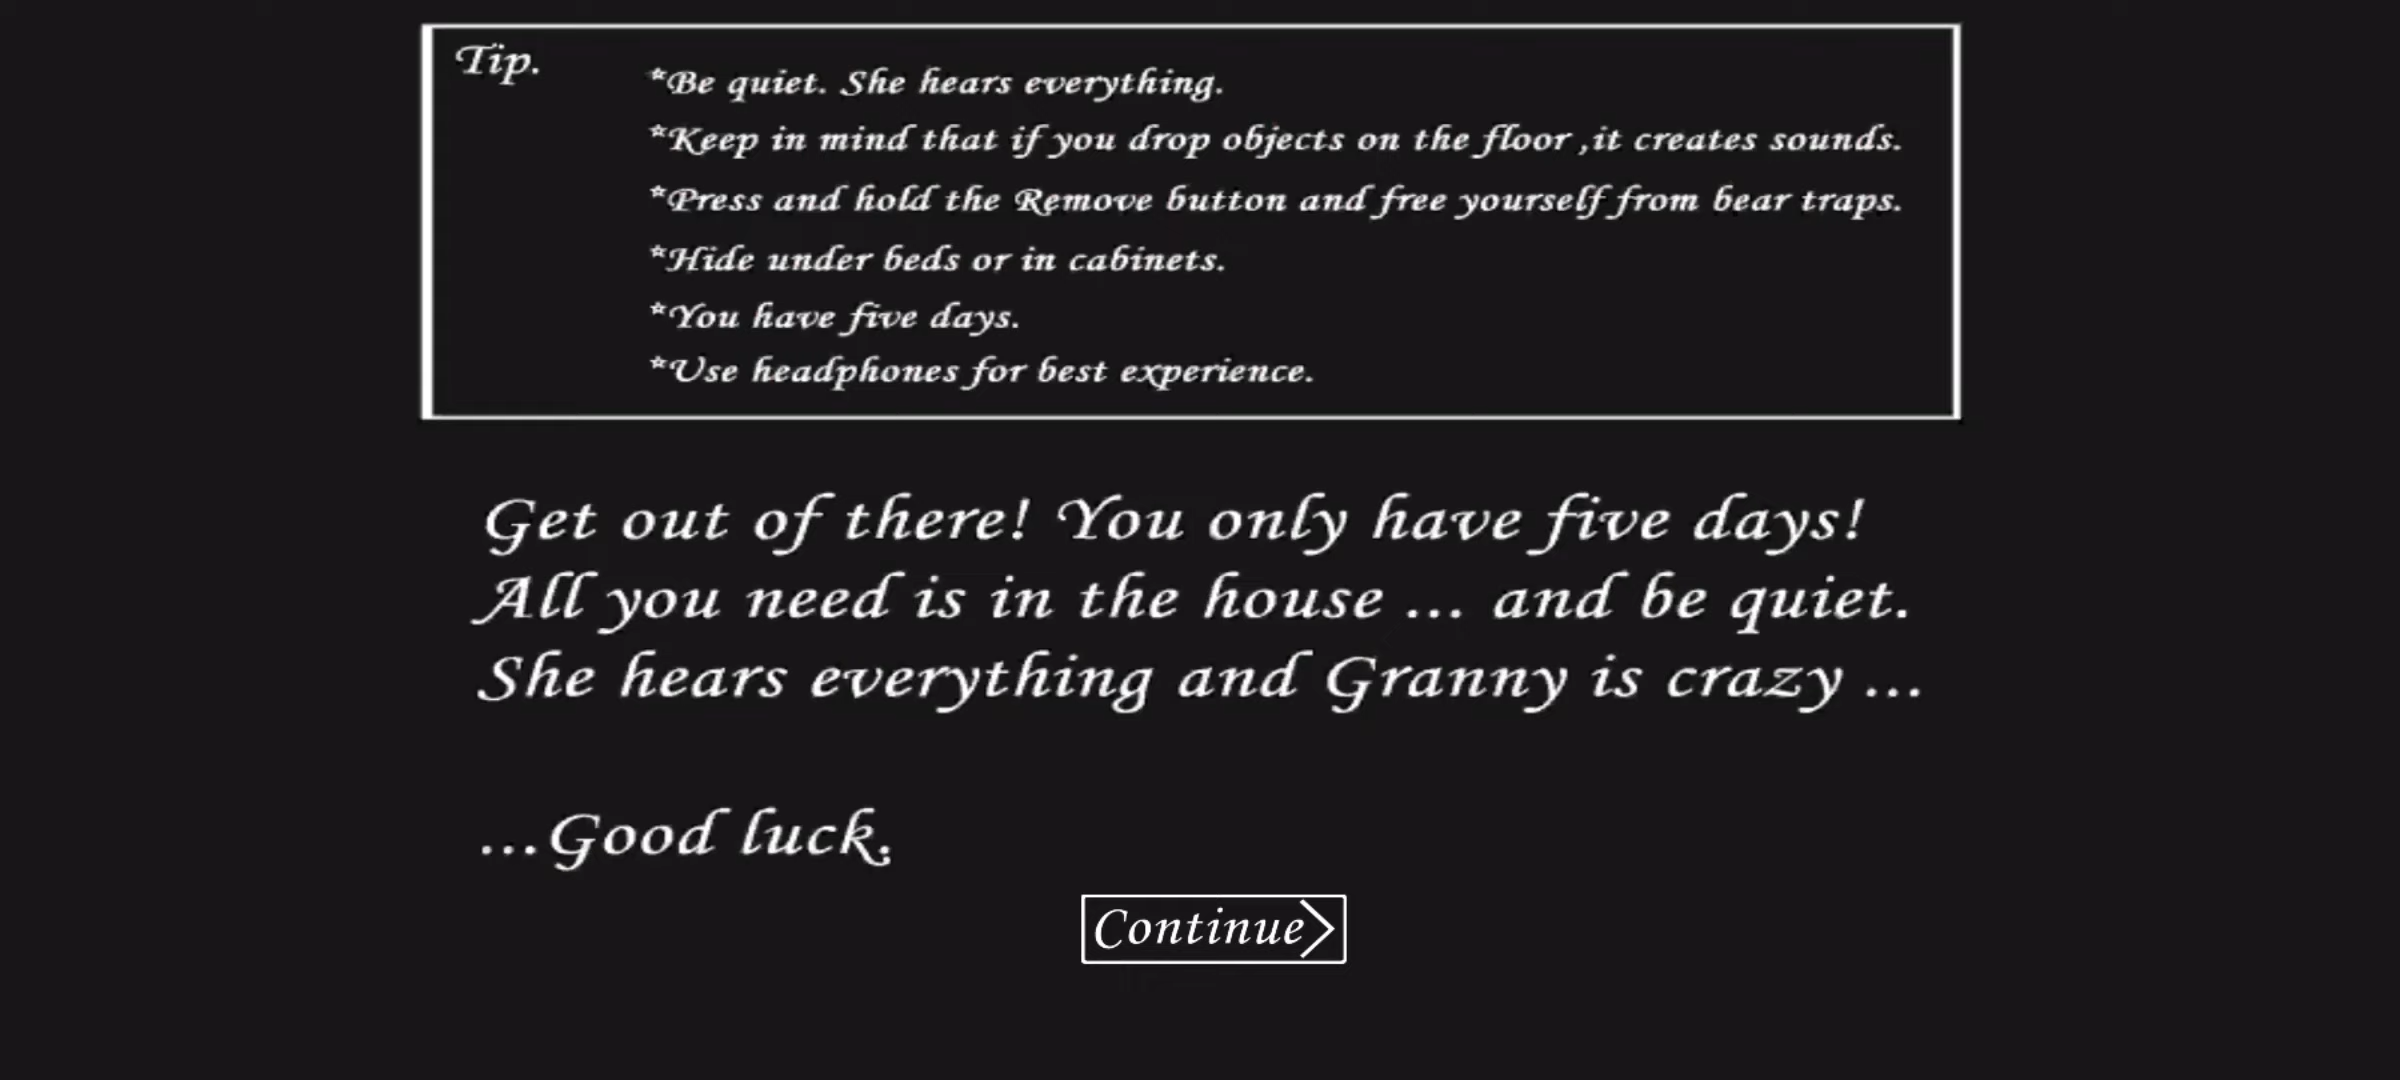 Tip.
*Be quiet. She hears everything.
*Keep in mind that if you drop objects on the floor ,it creates sounds.
*Press and hold the Remove button and free yourself from bear traps.
*Hide under beds or in cabinets.
*You have five days.
*Use headphones for best experience.
Get out of there! You only have five days!
All you need is in the house ... and be quiet.
She hears everything and Granny is crazy ...
...Good luck.
Continue